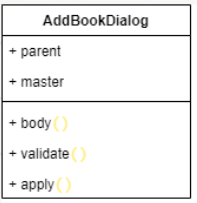 AddBookDialog
+ parent
+ master
+ body()
+ validate()
+ apply()